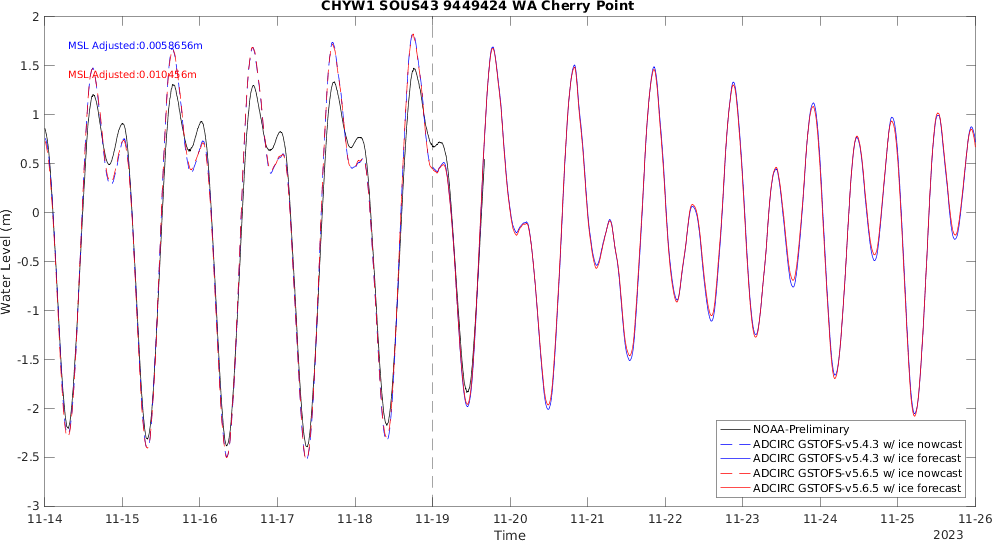 CHYW1 SOUS43 9449424 WA Cherry Point
2
1.5
1
0.5
0
-0.5
-1
-1.5
-2
-2.5
-3
Water Level (m)
MSL Adjusted:0.0058656m
MSL Adjusted:0.010456m
NOAA-Preliminary
ADCIRC GSTOFS-v5.4.3 w/ ice nowcast
ADCIRC GSTOFS-v5.4.3 w/ ice forecast
ADCIRC GSTOFS-v5.6.5 w/ ice nowcast
ADCIRC GSTOFS-v5.6.5 w/ ice forecast
11-14 11-15 11-16 11-17 11-18 11-19 11-20 11-21 11-22 11-23 11-24 11-25 11-26
Time
2023